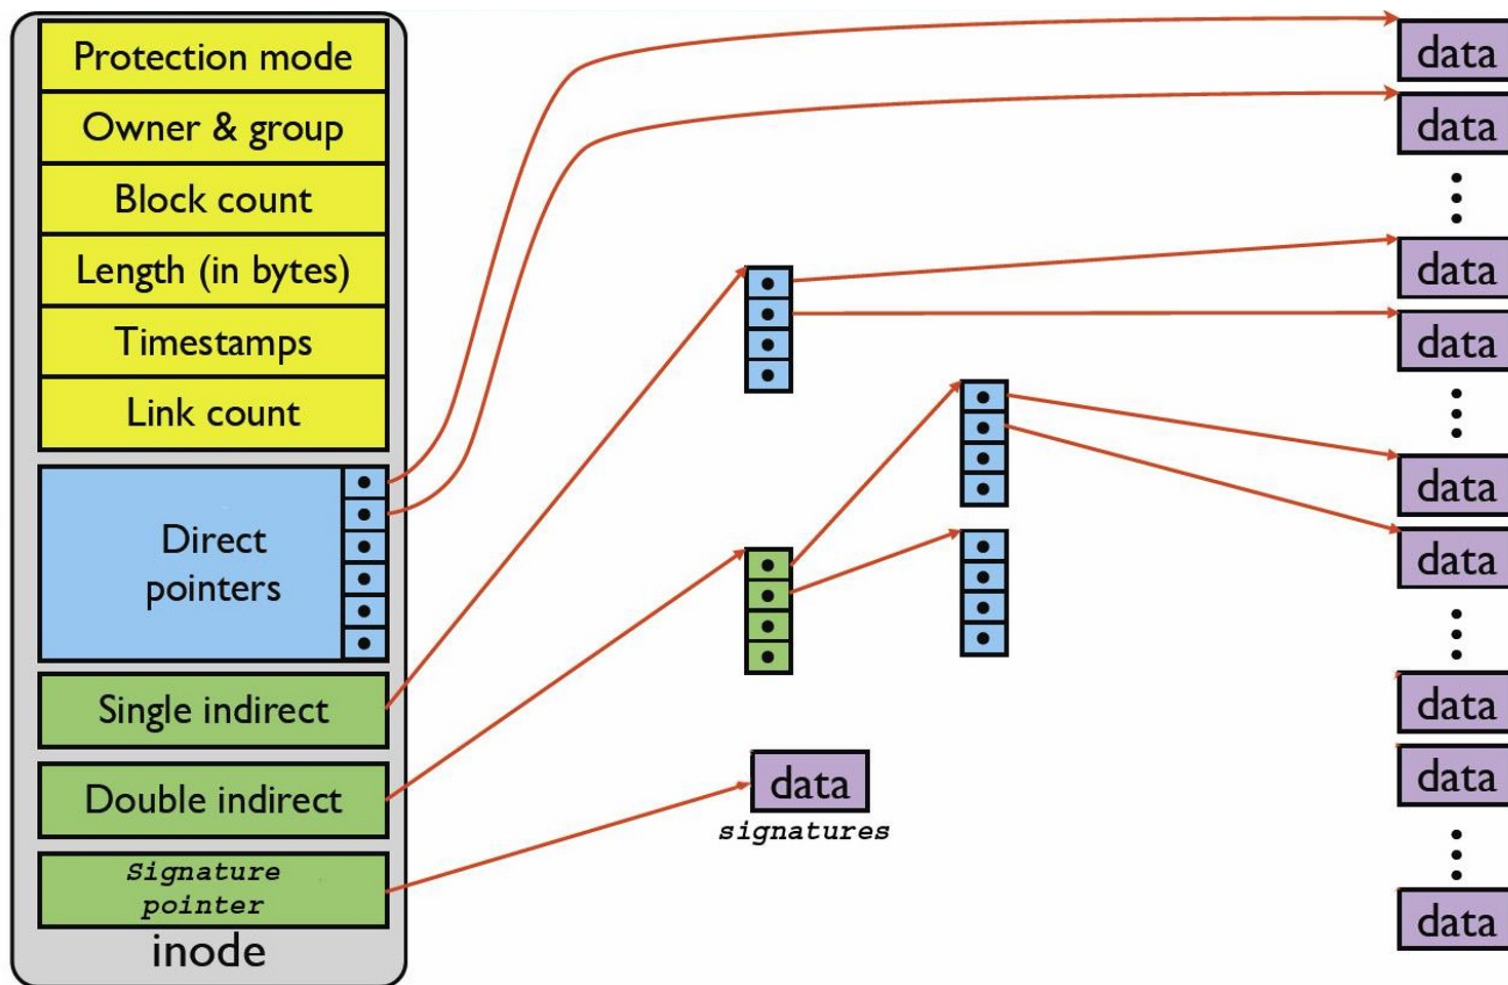 Protection mode
Owner & group
Block count
Length (in bytes)
Timestamps
Link count
Direct
pointers
Single indirect
Double indirect
Signature
pointer
inode
data
signatures
data
data
data
data
data
data
data
data
data